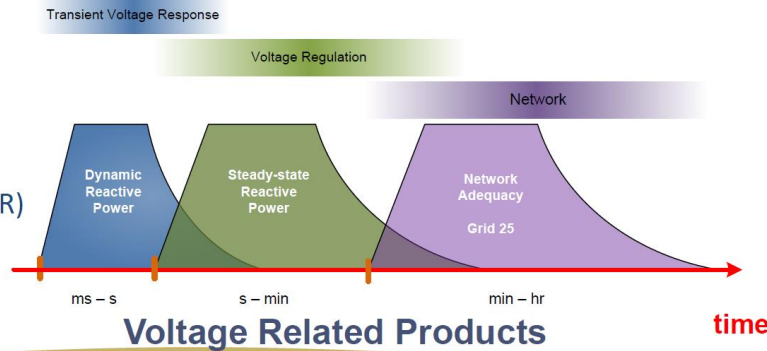 Transient Voltage Response
Voltage Regulation
Network
Dynamic
Reactive
Power
Steady-state
Reactive
Power
Network
Adequacy
Grid 25
R)
ms – s
s – min
min – hr
Voltage Related Products
time